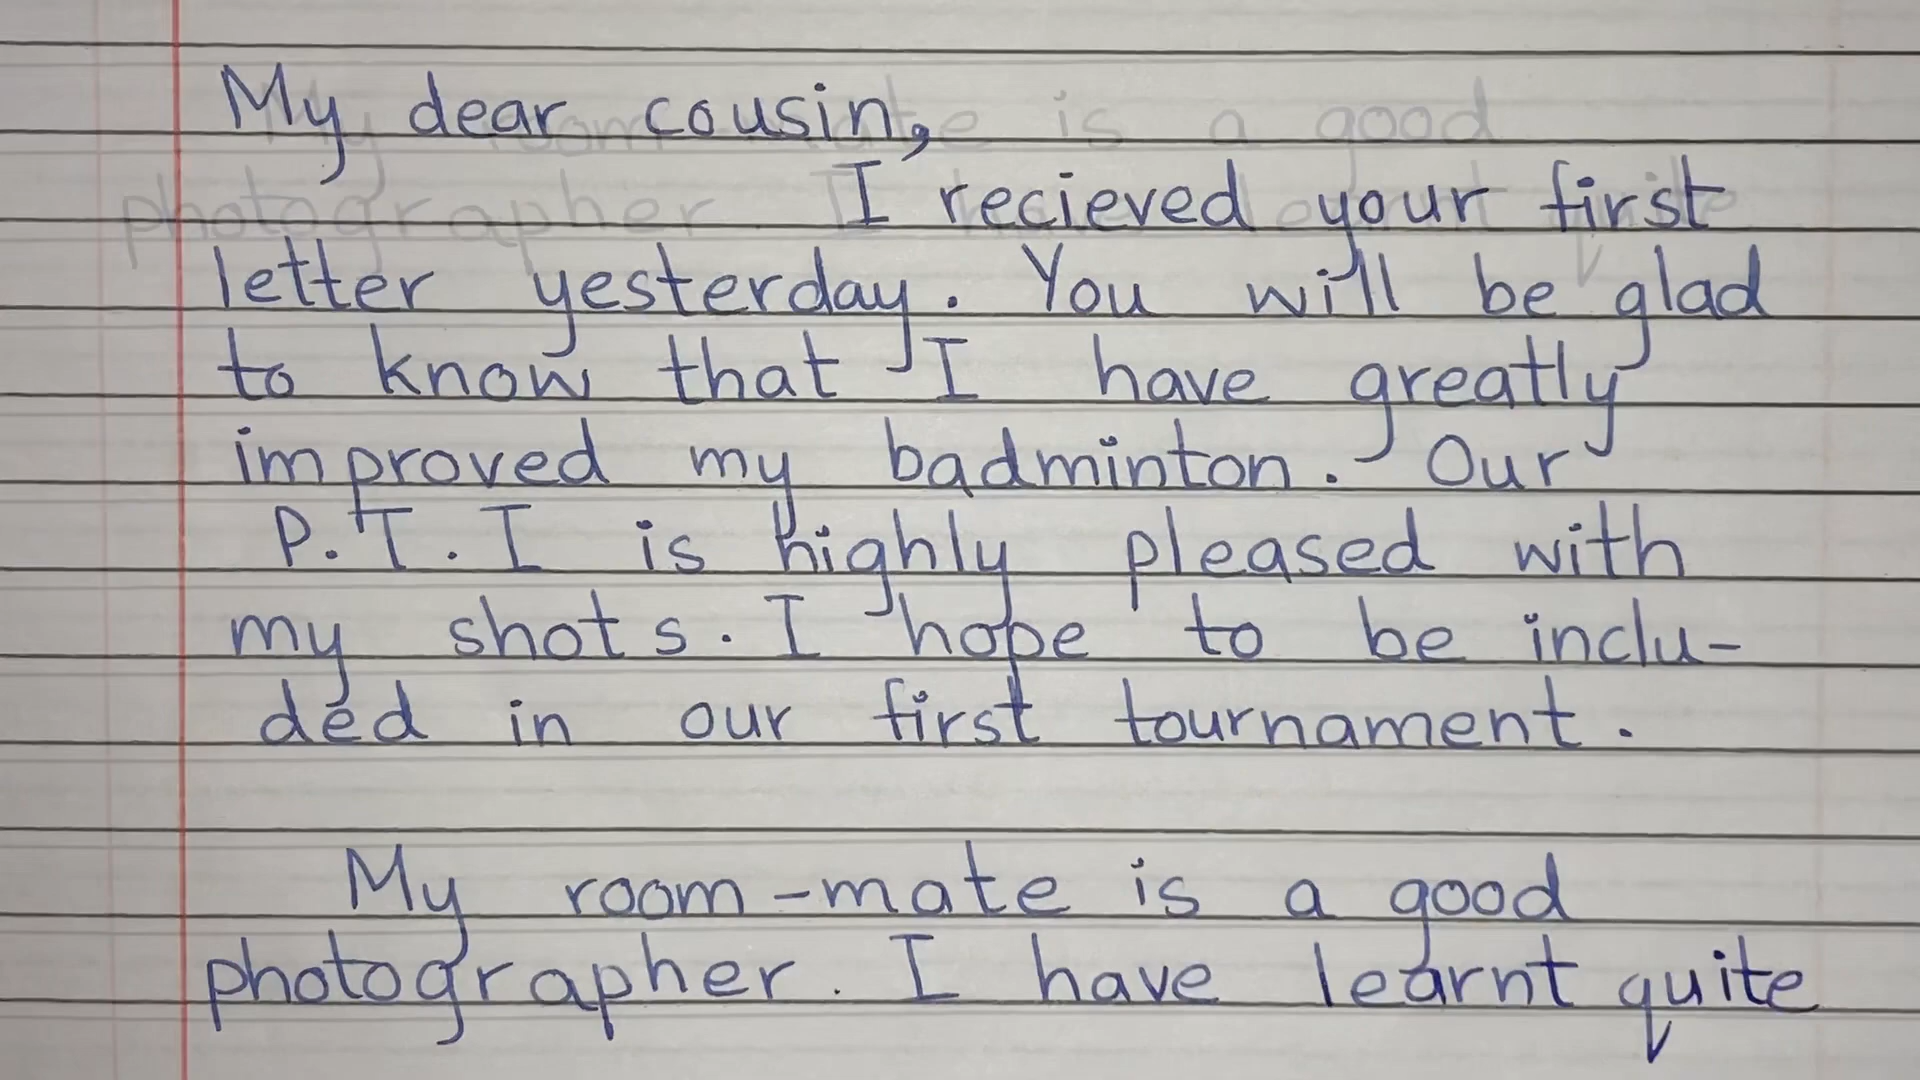 My dear cousin,
I recieved your first
letter yesterday. You will be glad
to know that I have greatly
improved my badminton. Our
P.T.I is highly pleased with
my shots. I hope to be inclu-
ded in our first tournament.
My room-mate is a good
photographer. I have learnt quite